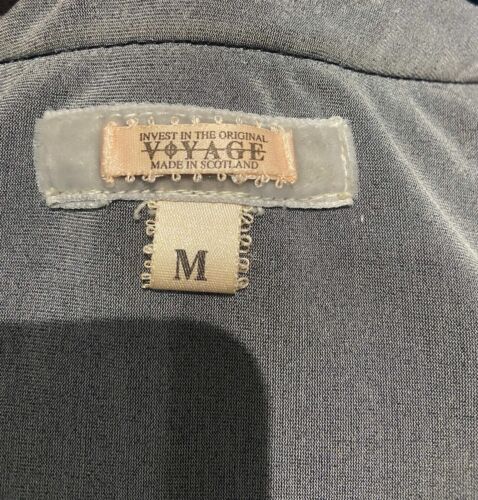 INVEST IN THE ORIGINAL
VOYAGE
MADE IN SCOTLAND
M